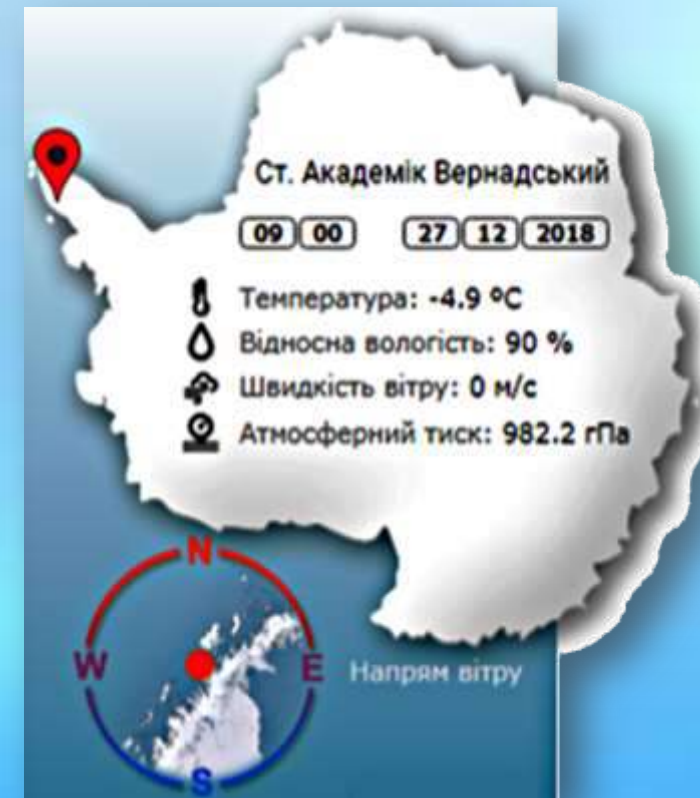 Ст. Академік Вернадський
09 00 27 12 2018
Температура: -4.9 ºC
Відносна вологість: 90 %
Швидкість вітру: 0 м/с
Атмосферний тиск: 982.2 гПа
N
W E Напрям вітру
S